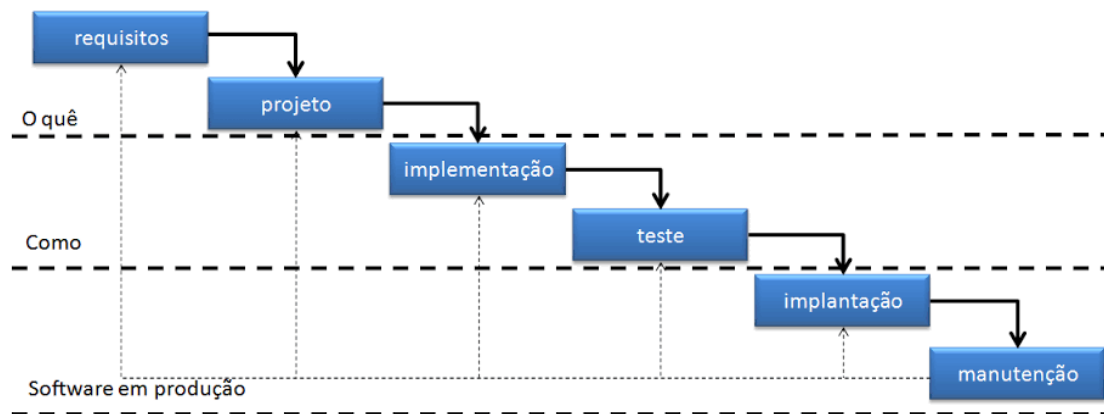 requisitos
projeto
O quê
implementação
teste
Como
implantação
manutenção
Software em produção